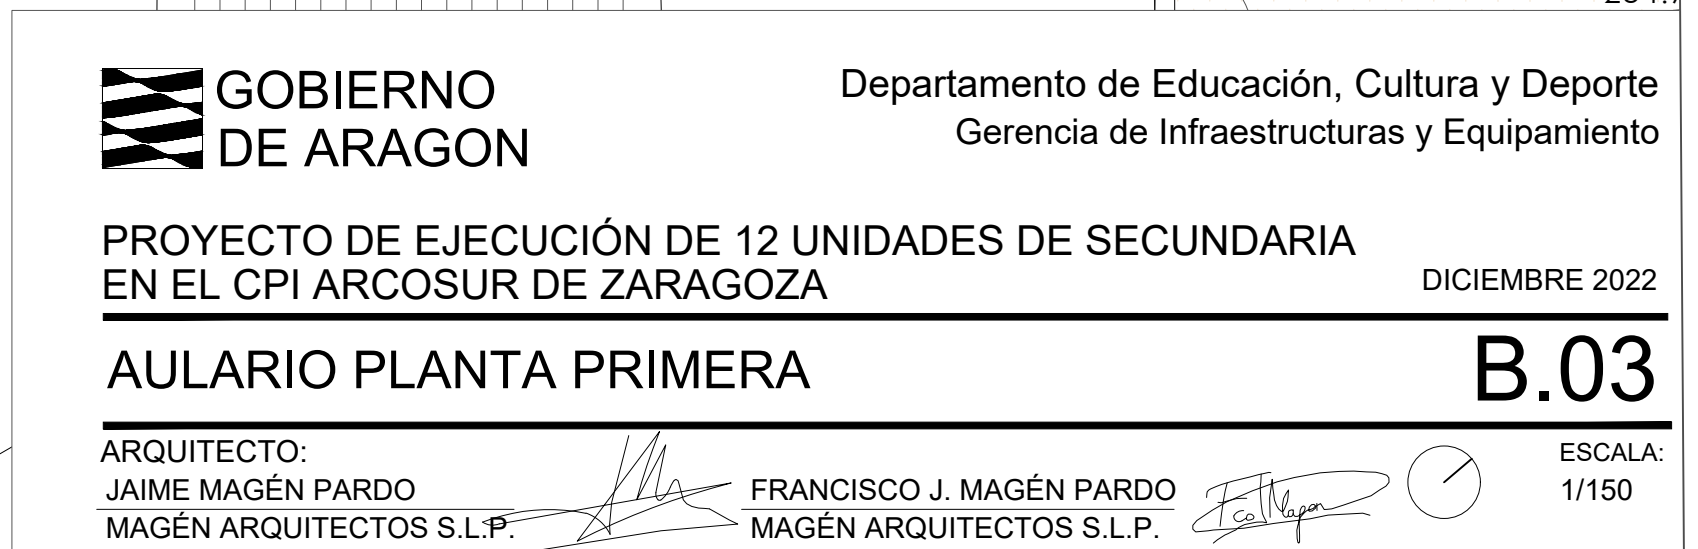 GOBIERNO
DE ARAGON
Departamento de Educación, Cultura y Deporte
Gerencia de Infraestructuras y Equipamiento
PROYECTO DE EJECUCIÓN DE 12 UNIDADES DE SECUNDARIA
EN EL CPI ARCOSUR DE ZARAGOZA
DICIEMBRE 2022
AULARIO PLANTA PRIMERA
B.03
ARQUITECTO:
JAIME MAGÉN PARDO
MAGÉN ARQUITECTOS S.L.P.
FRANCISCO J. MAGÉN PARDO
MAGÉN ARQUITECTOS S.L.P.
ESCALA:
1/150